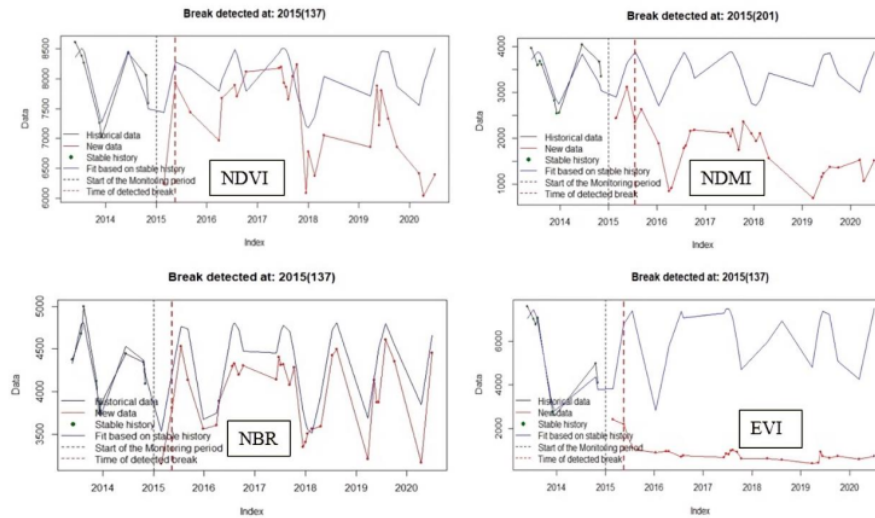 Break detected at: 2015(137)
Data
8500
8000
7500
7000
6500
6000
Historical data
New data
Stable history
Fit based on stable history
Start of the Monitoring period
Time of detected break
NDVI
2014 2015 2016 2017 2018 2019 2020
Index
Break detected at: 2015(201)
Data
4000
3000
2000
1000
Historical data
New data
Stable history
Fit based on stable history
Start of the Monitoring period
Time of detected break
NDMI
2014 2015 2016 2017 2018 2019 2020
Index
Break detected at: 2015(137)
Data
5000
4500
4000
3500
Historical data
New data
Stable history
Fit based on stable history
Start of the Monitoring period
Time of detected break
NBR
2014 2015 2016 2017 2018 2019 2020
Index
Break detected at: 2015(137)
Data
6000
4000
2000
Historical data
New data
Stable history
Fit based on stable history
Start of the Monitoring period
Time of detected break
EVI
2014 2015 2016 2017 2018 2019 2020
Index